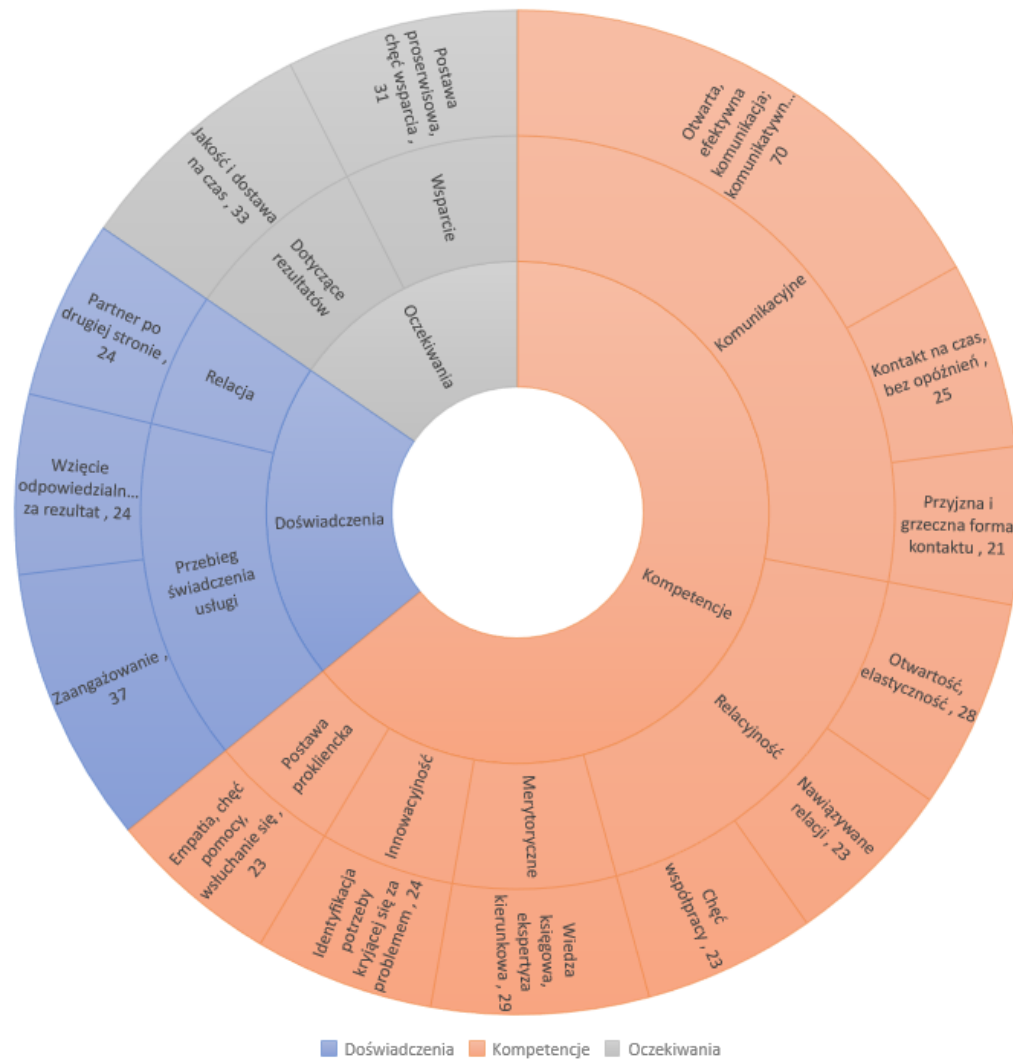 Otwarta,
efektywna
komunikacja;
komunikatywn...
70
Kontakt na czas,
bez opóźnień ,
25
Przyjzna i
grzeczna forma
kontaktu , 21
Otwartość,
elastyczność , 28
Nawiązywane
relacji , 23
Chęć
współpracy , 23
Wiedza
księgowa,
ekspertyza
kierunkowa , 29
Identyfikacja
potrzeby
kryjącej się za
problemem , 24
Empatia, chęć
pomocy,
wsłuchanie się ,
23
Zaangażowanie ,
37
Wzięcie
odpowiedzialn...
za rezultat , 24
Partner po
drugiej stronie ,
24
Jakość i dostawa
na czas , 33
Postawa
proserwisowa,
chęć wsparcia ,
31
Komunikacyjne
Relacyjność
Merytoryczne
Innowacyjność
Postawa
prokliencka
Przebieg
świadczenia
usługi
Relacja
Dotyczące
rezultatów
Wsparcie
Kompetencje
Doświadczenia
Oczekiwania
Doświadczenia Kompetencje Oczekiwania